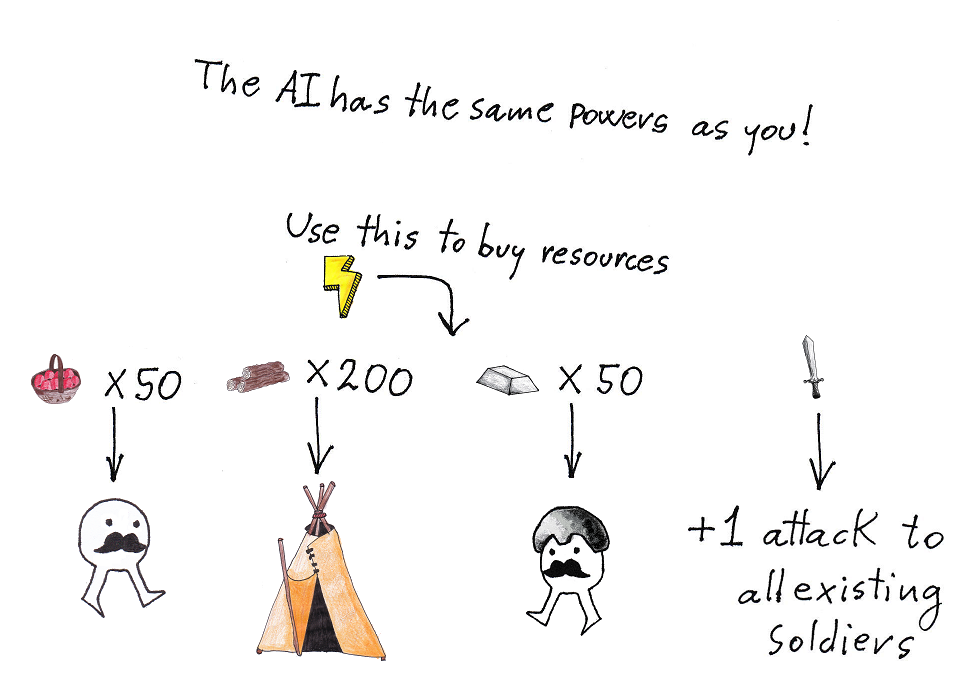 The AI has the same powers as you!
Use this to buy resources
x50
x200
x50
+1 attack to
all existing
soldiers